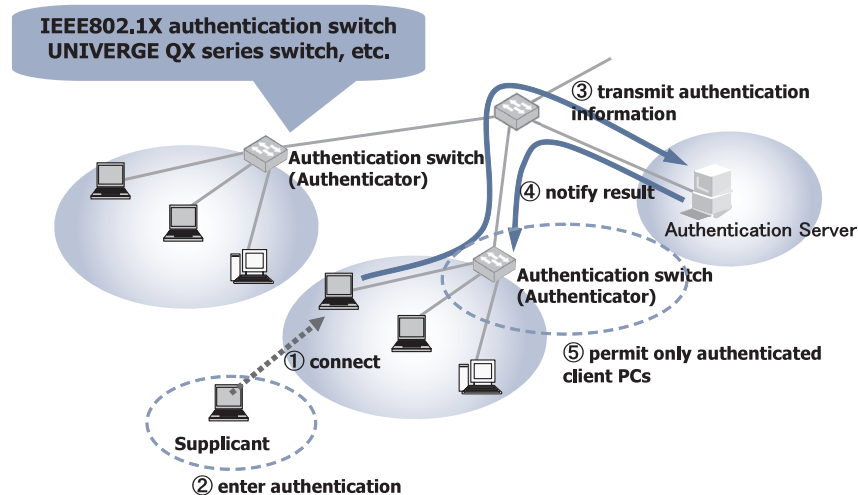 IEEE802.1X authentication switch
UNIVERGE QX series switch, etc.
③ transmit authentication
information
Authentication switch
(Authenticator)
④ notify result
Authentication Server
Authentication switch
(Authenticator)
① connect
⑤ permit only authenticated
client PCs
Supplicant
② enter authentication